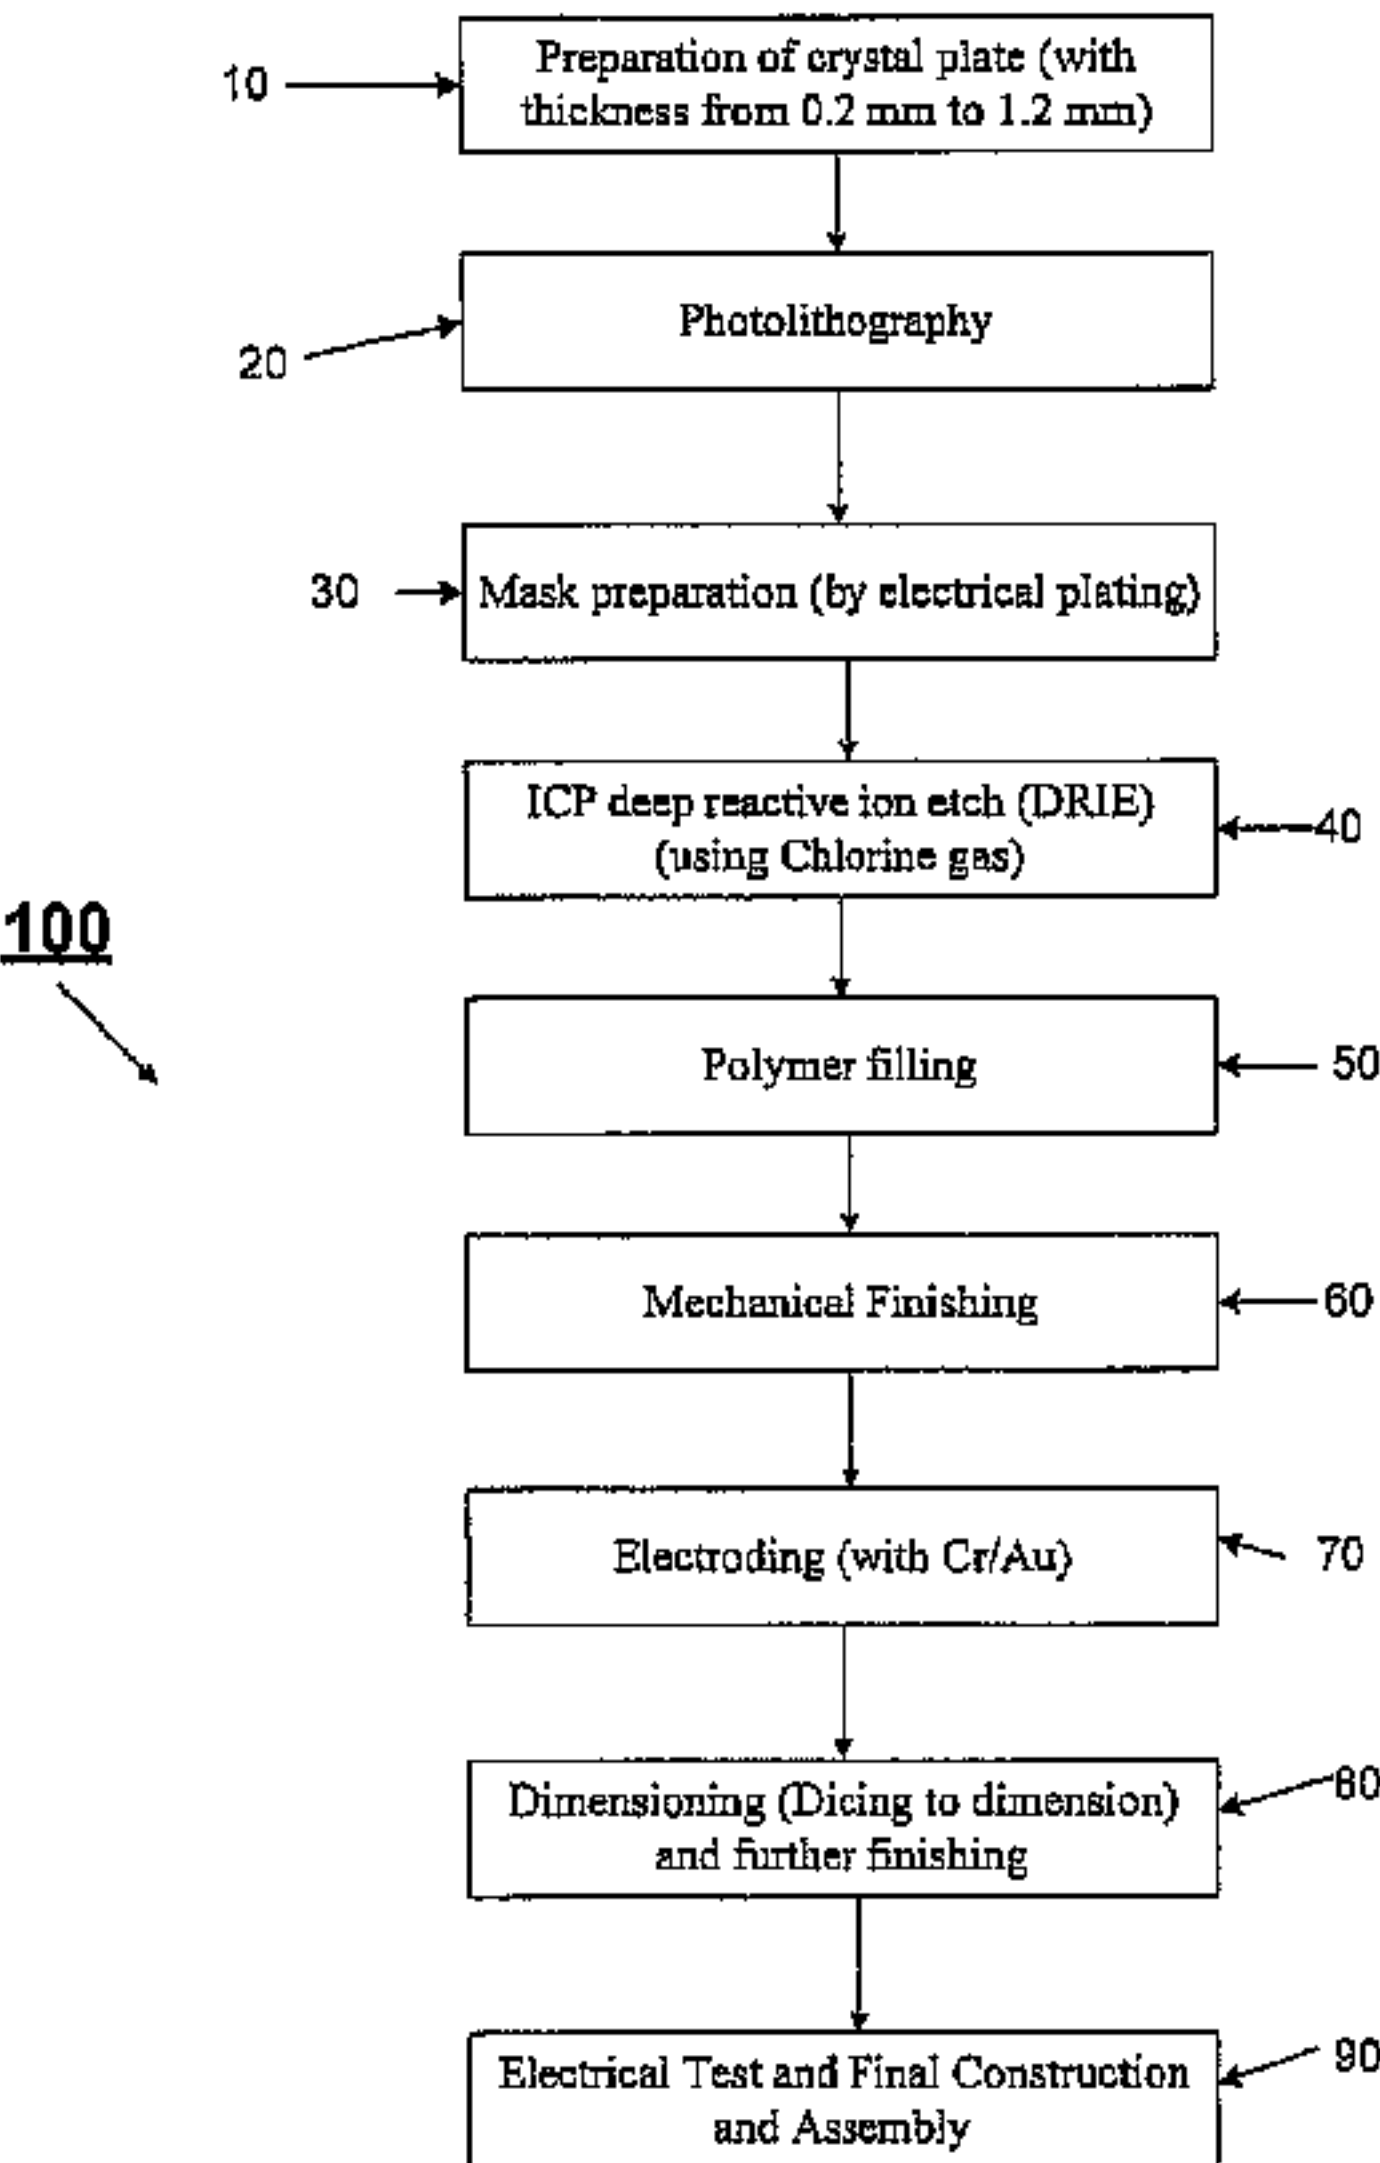 10
Preparation of crystal plate (with
thickness from 0.2 mm to 1.2 mm)
20
Photolithography
30
Mask preparation (by electrical plating)
ICP deep reactive ion etch (DRIE)
(using Chlorine gas)
40
100
Polymer filling
50
Mechanical Finishing
60
Electroding (with Cr/Au)
70
Dimensioning (Dicing to dimension)
and further finishing
80
Electrical Test and Final Construction
and Assembly
90